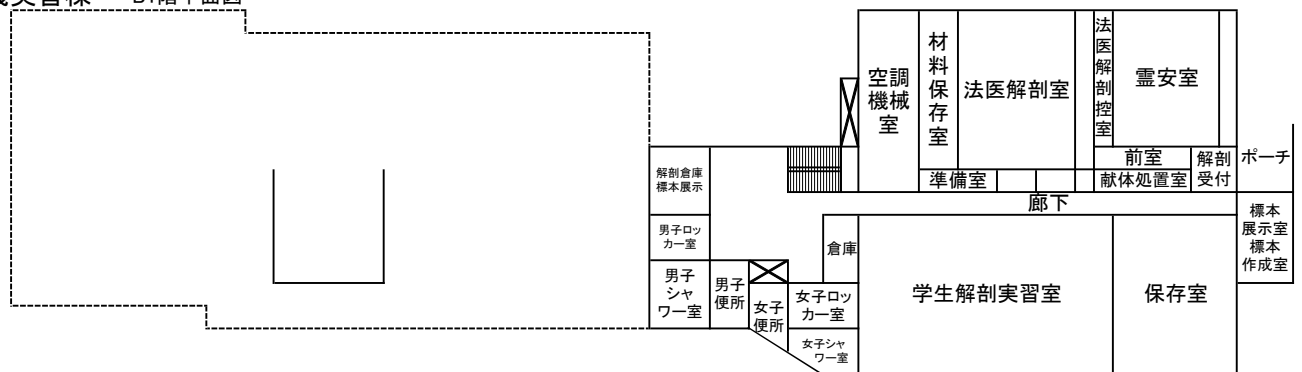 実習棟
B1階平面図
空調
機械
室
材料保存室
法医解剖室
法医解剖控室
霊安室
前室
解剖
受付
ポーチ
準備室
献体処置室
廊下
解剖倉庫
標本展示
男子ロッ
カー室
男子
シャ
ワー室
男子
便所
女子
便所
倉庫
女子ロッ
カー室
女子シャ
ワー室
学生解剖実習室
保存室
標本
展示室
標本
作成室